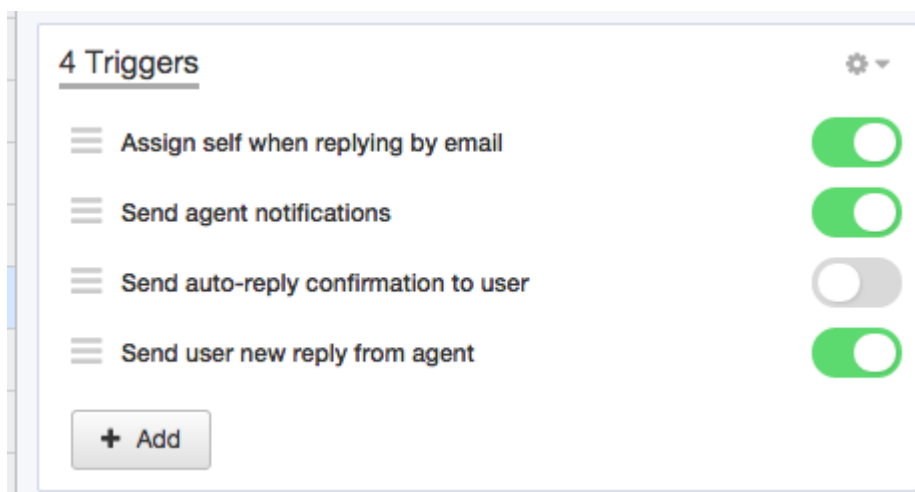 4 Triggers
Assign self when replying by email
Send agent notifications
Send auto-reply confirmation to user
Send user new reply from agent
+ Add